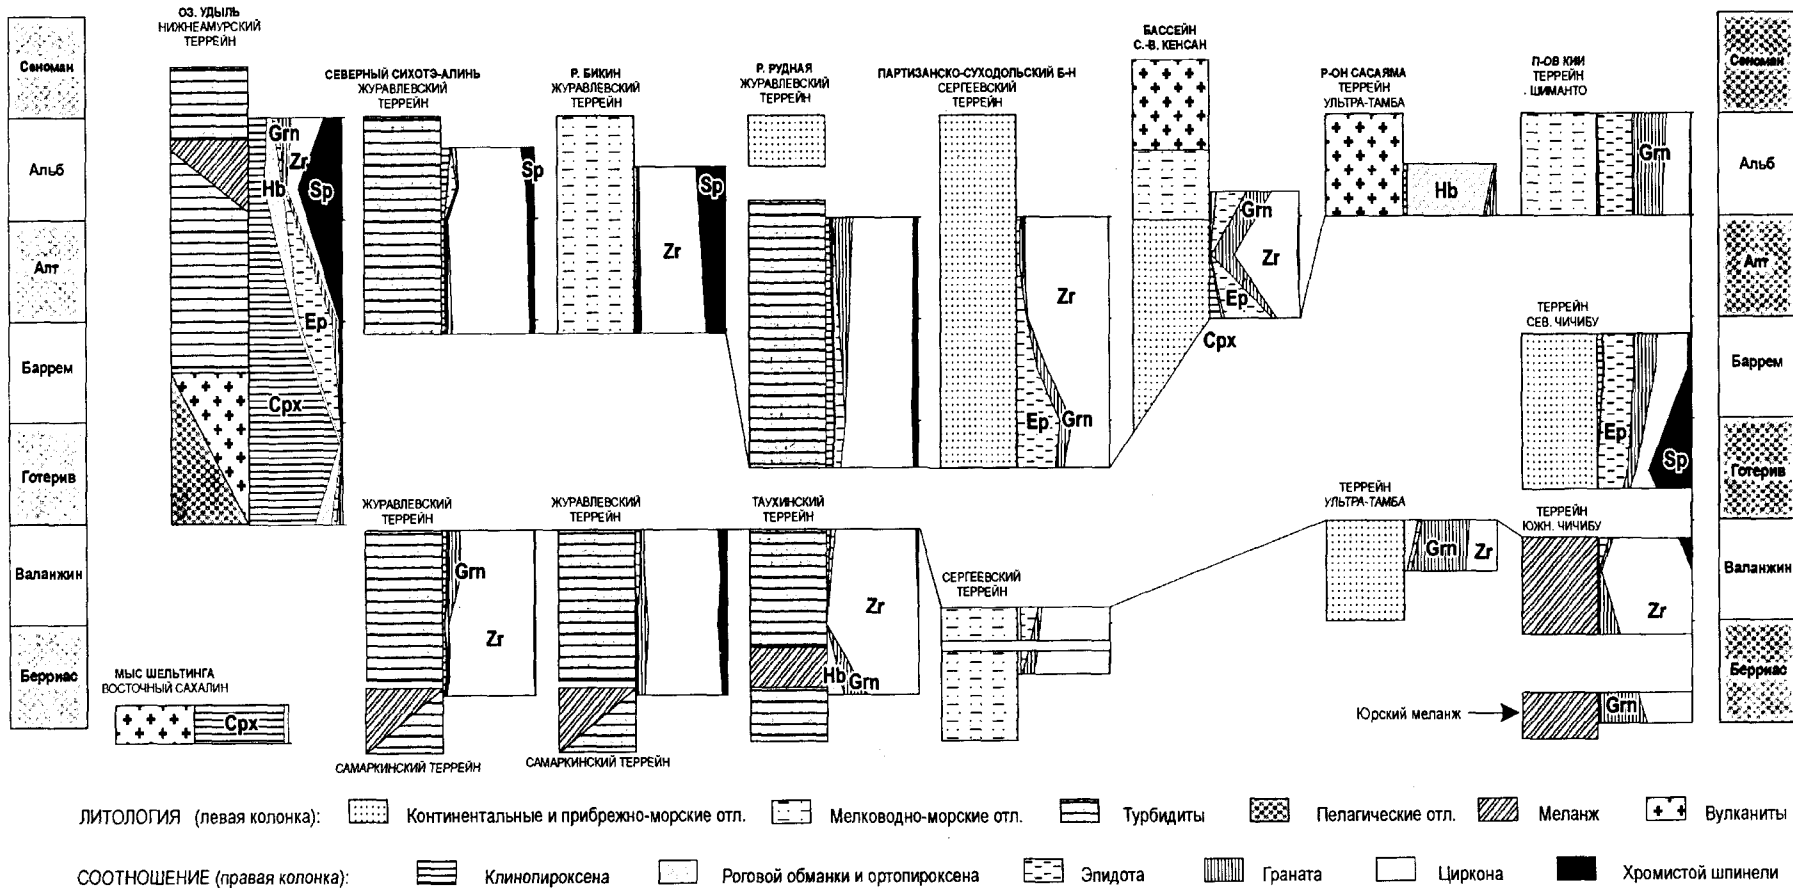 ОЗ. УДЫЛЬ
НИЖНЕАМУРСКИЙ
ТЕРРЕЙН
СЕВЕРНЫЙ СИХОТЭ-АЛИНЬ
ЖУРАВЛЕВСКИЙ
ТЕРРЕЙН
Р. БИКИН
ЖУРАВЛЕВСКИЙ
ТЕРРЕЙН
Р. РУДНАЯ
ЖУРАВЛЕВСКИЙ
ТЕРРЕЙН
ПАРТИЗАНСКО-СУХОДОЛЬСКИЙ Б-Н
СЕРГЕЕВСКИЙ
ТЕРРЕЙН
БАССЕЙН
С.-В. КЕНСАН
Р-ОН САСАЯМА
ТЕРРЕЙН
УЛЬТРА-ТАМБА
П-ОВ КИИ
ТЕРРЕЙН
ШИМАНТО
Сеноман
Альб
Апт
Баррем
Готерив
Валанжин
Берриас
Grn
Zr
Hb
Sp
Ep
Cpx
Sp
Zr
Sp
Zr
Ep
Grn
Grn
Zr
Ep
Cpx
Hb
Grn
ТЕРРЕЙН
СЕВ. ЧИЧИБУ
Ep
Sp
ЖУРАВЛЕВСКИЙ
ТЕРРЕЙН
Grn
Zr
САМАРКИНСКИЙ ТЕРРЕЙН
ЖУРАВЛЕВСКИЙ
ТЕРРЕЙН
САМАРКИНСКИЙ ТЕРРЕЙН
ТАУХИНСКИЙ
ТЕРРЕЙН
Zr
Hb
Grn
СЕРГЕЕВСКИЙ
ТЕРРЕЙН
ТЕРРЕЙН
УЛЬТРА-ТАМБА
Grn
Zr
ТЕРРЕЙН
ЮЖН. ЧИЧИБУ
Zr
Юрский меланж
Grn
МЫС ШЕЛЬТИНГА
ВОСТОЧНЫЙ САХАЛИН
Cpx
Сеноман
Альб
Апт
Баррем
Готерив
Валанжин
Берриас
ЛИТОЛОГИЯ (левая колонка): Континентальные и прибрежно-морские отл. Мелководно-морские отл. Турбидиты Пелагические отл. Меланж Вулканиты
СООТНОШЕНИЕ (правая колонка): Клинопироксена Роговой обманки и ортопироксена Эпидота Граната Циркона Хромистой шпинели